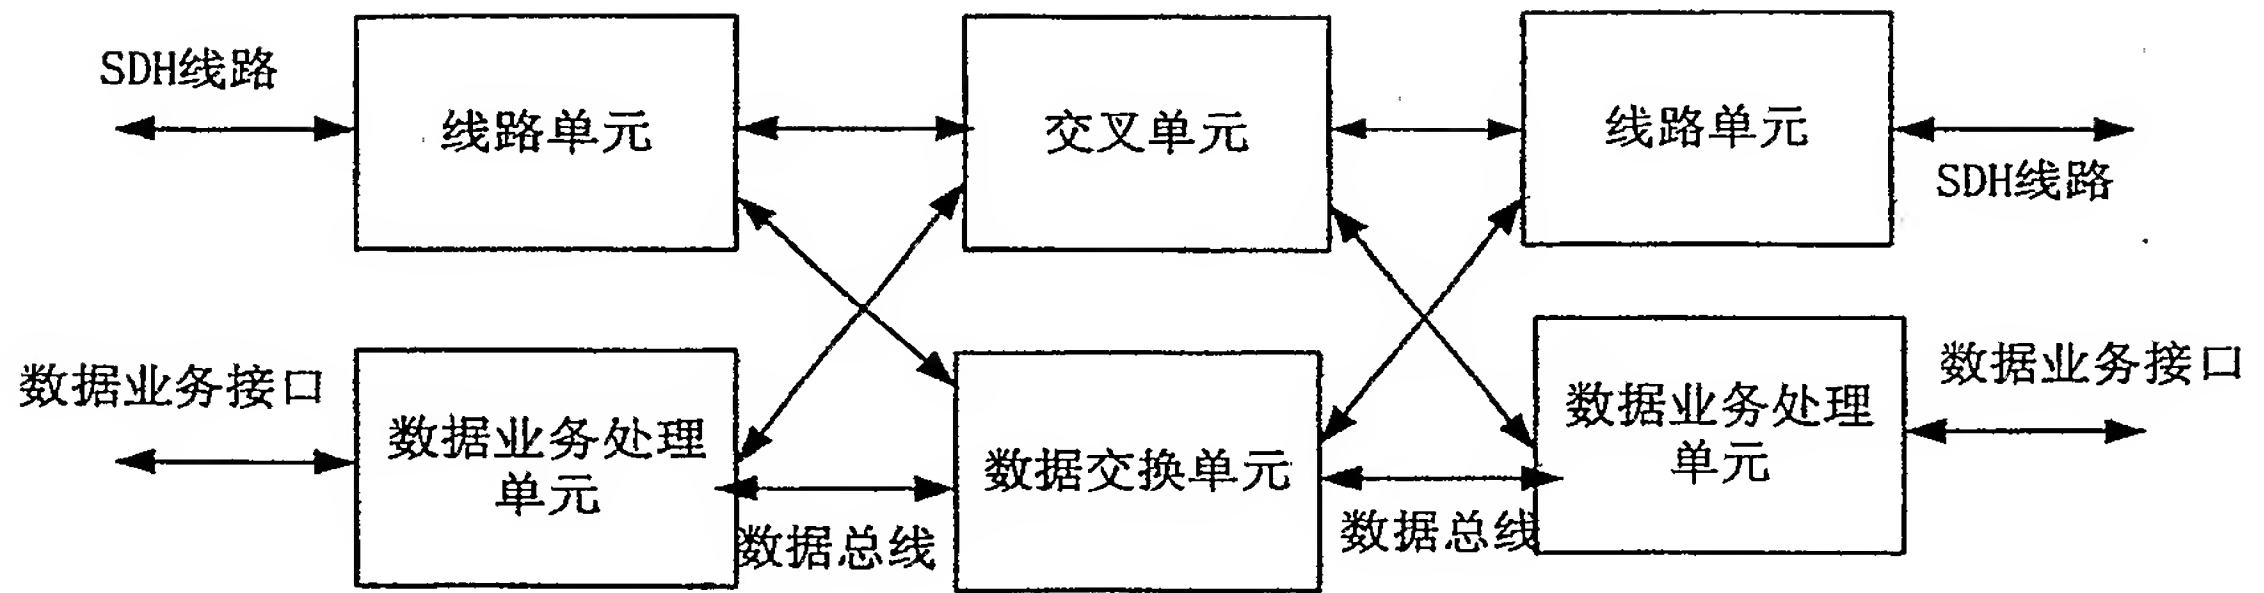 SDH线路
线路单元
交叉单元
线路单元
SDH线路
数据业务接口
数据业务处理
单元
数据总线
数据交换单元
数据总线
数据业务处理
单元
数据业务接口